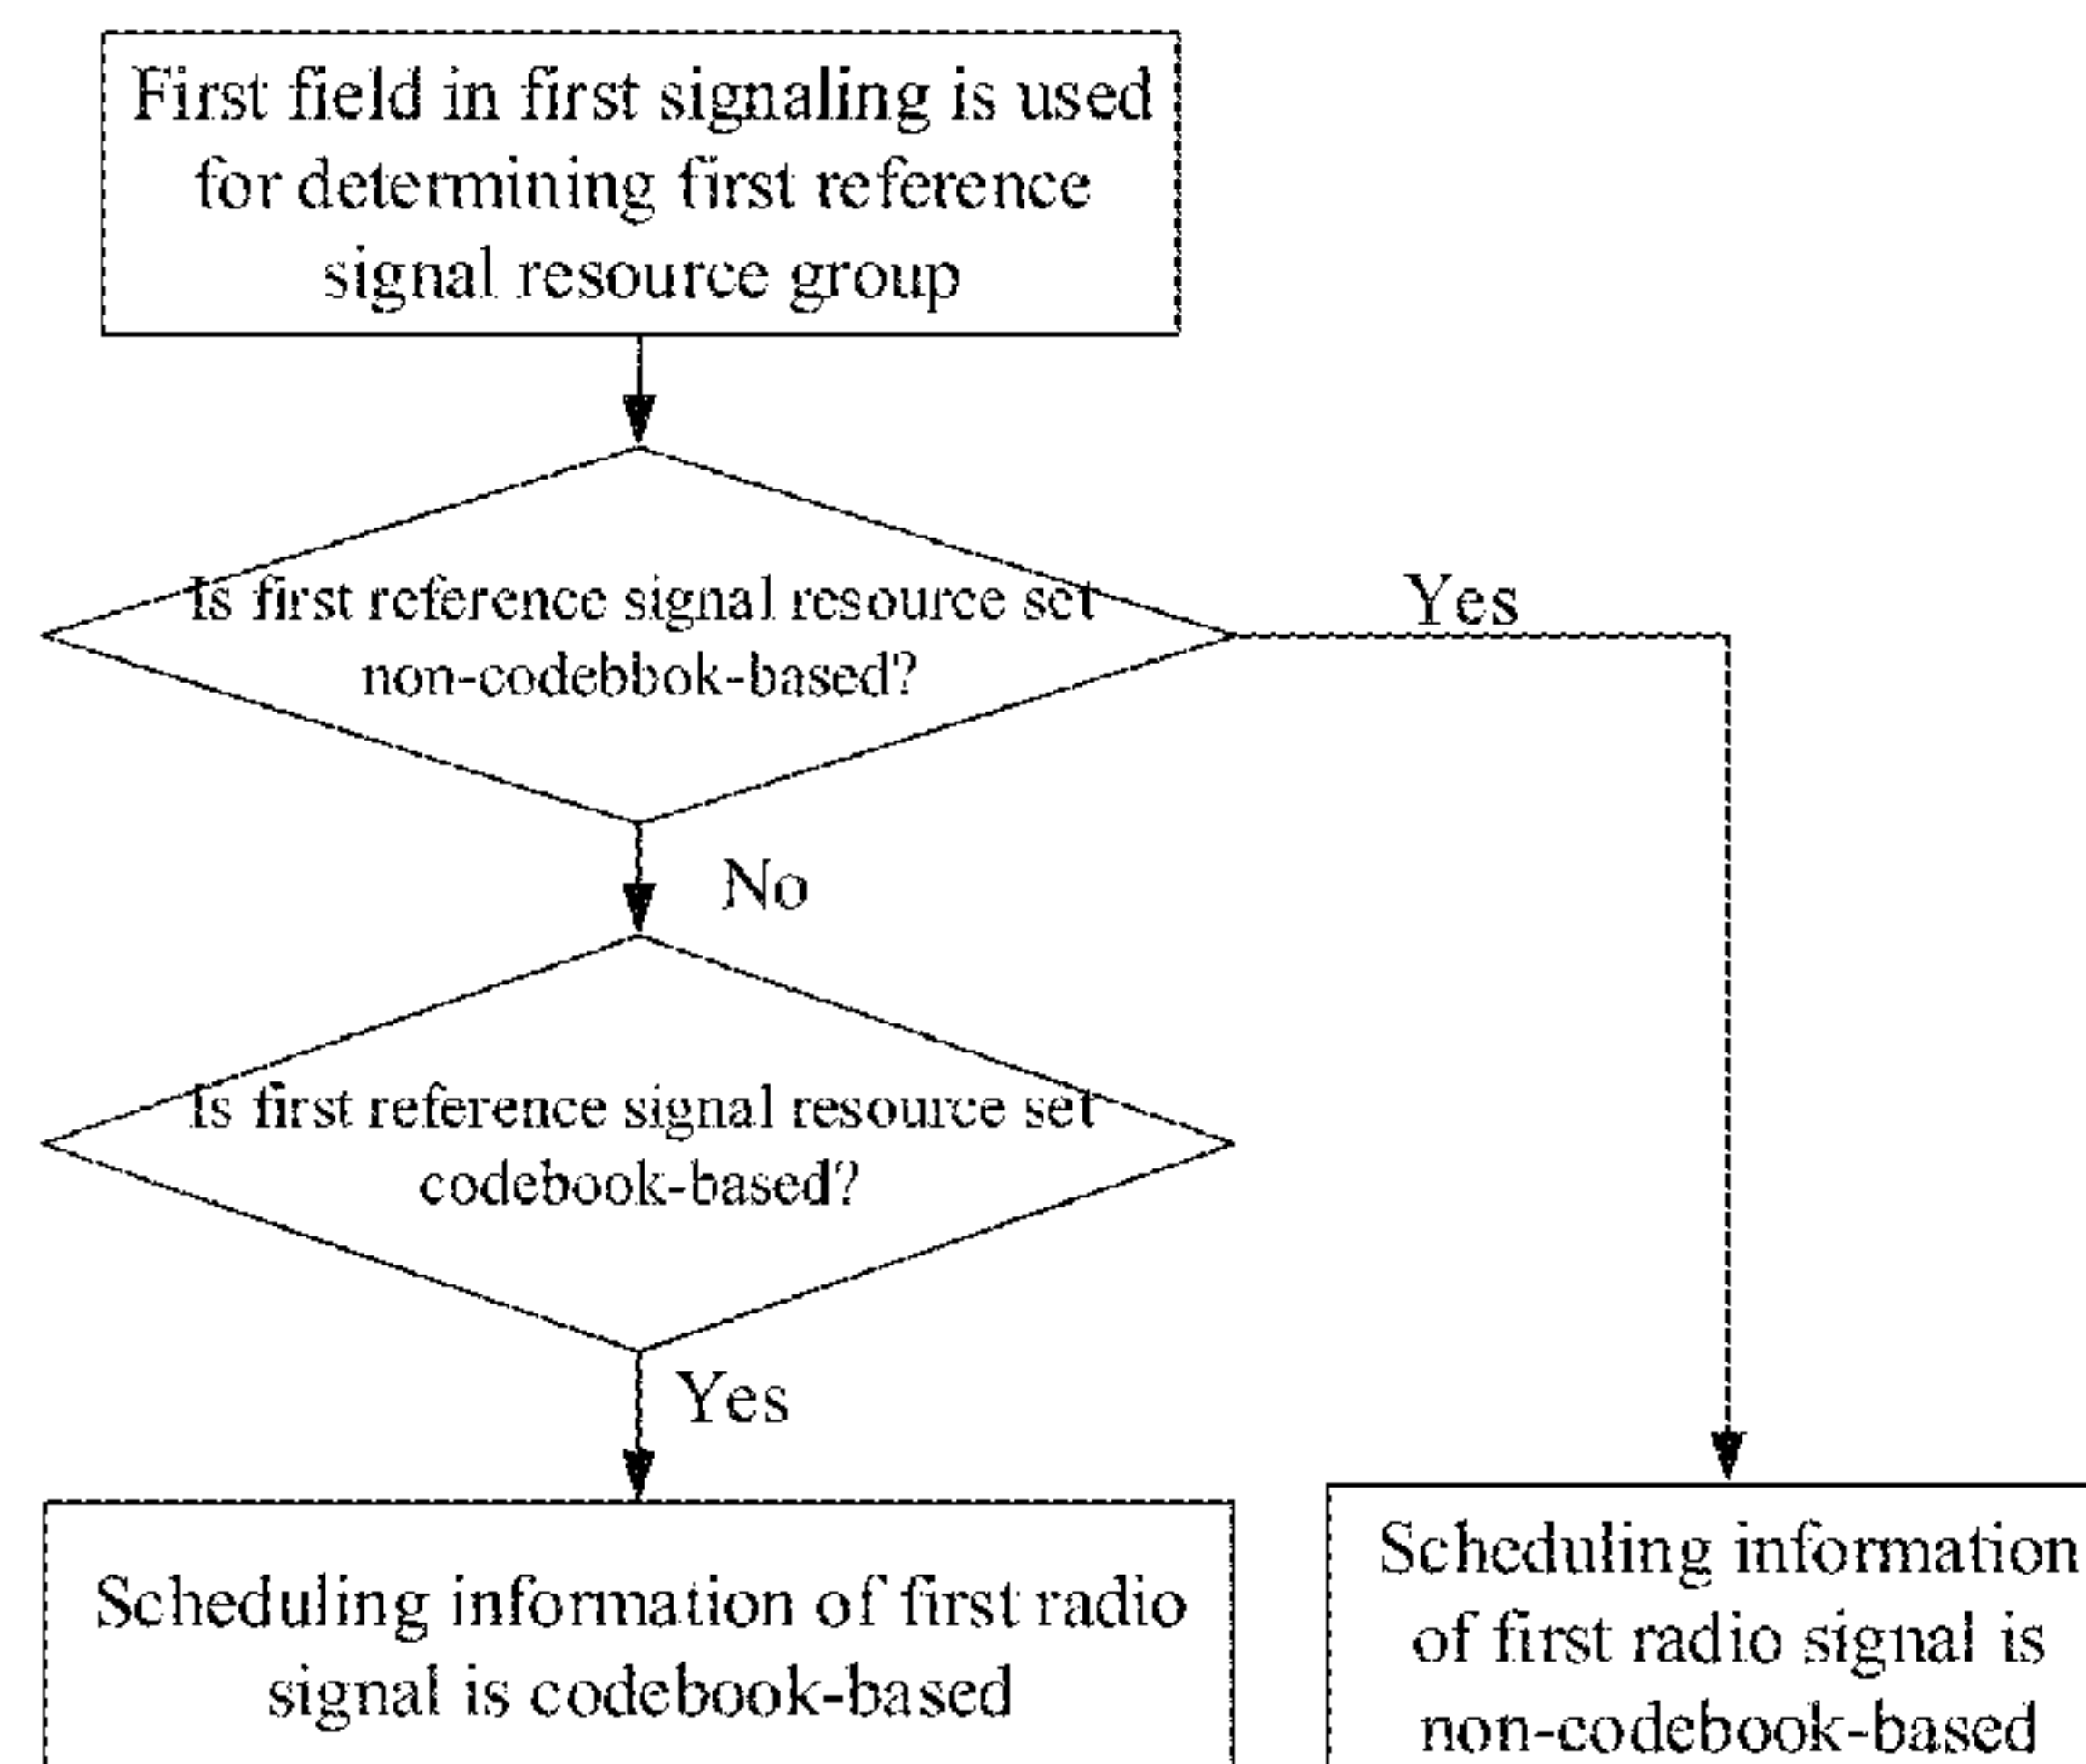 First field in first signaling is used
for determining first reference
signal resource group
Is first reference signal resource set
non-codebbok-based?
Yes
No
Is first reference signal resource set
codebook-based?
Yes
Scheduling information of first radio
signal is codebook-based
Scheduling information
of first radio signal is
non-codebook-based